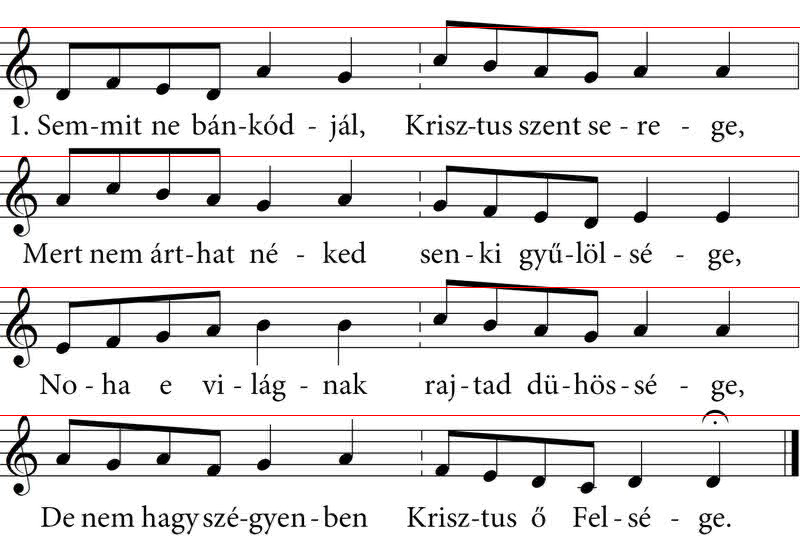 1. Sem-mit ne bán-kód - jál, Krisz-tus szent se - re - ge,
Mert nem árt-hat né - ked sen - ki gyű-löl - sé - ge,
No - ha e vi - lág - nak raj - tad dü-hös - sé - ge,
De nem hagy szé-gyen - ben Krisz-tus ő Fel - sé - ge.